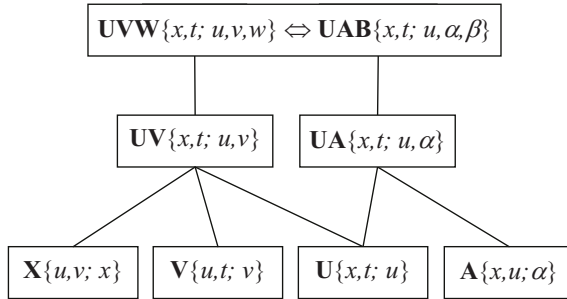 UVW{x,t; u,v,w} ⇔ UAB{x,t; u,α,β}
UV{x,t; u,v} UA{x,t; u,α}
X{u,v; x} V{u,t; v} U{x,t; u} A{x,u; α}